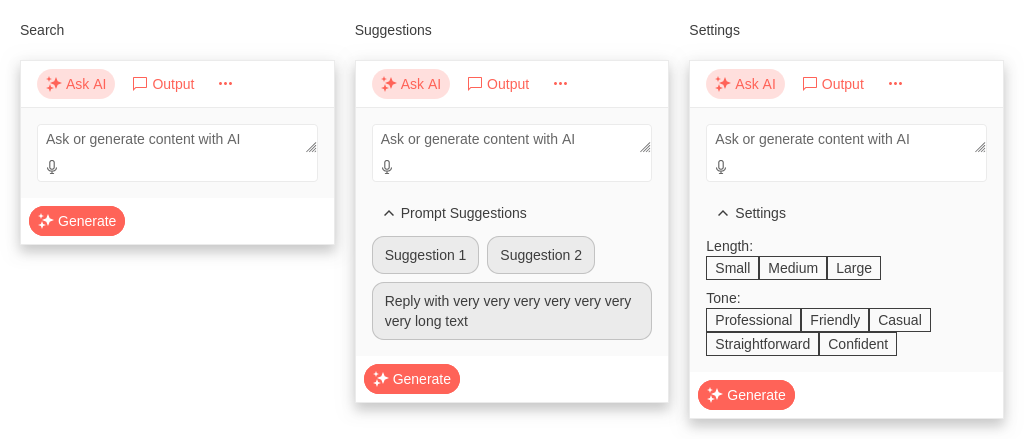 Search
Ask AI Output
Ask or generate content with AI
Generate
Suggestions
Ask AI Output
Ask or generate content with AI
Prompt Suggestions
Suggestion 1 Suggestion 2
Reply with very very very very very very
very long text
Generate
Settings
Ask AI Output
Ask or generate content with AI
Settings
Length:
Small Medium Large
Tone:
Professional Friendly Casual
Straightforward Confident
Generate